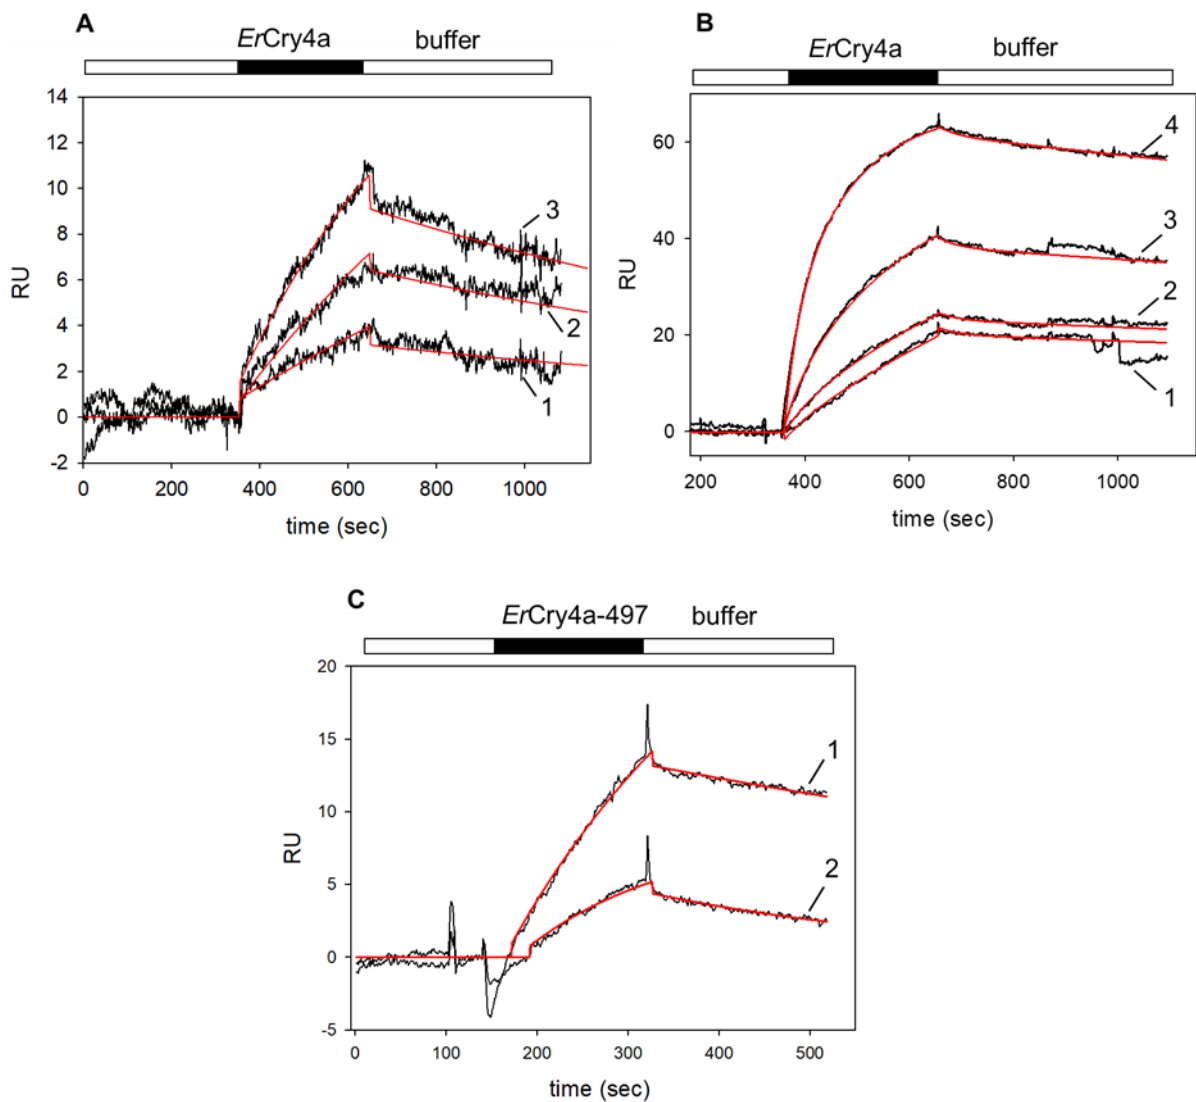 A
B
ErCry4a buffer
ErCry4a buffer
14
12
10
8
6
4
2
0
-2
RU
3
2
1
0 200 400 600 800 1000
time (sec)
60
40
20
0
RU
4
3
2
1
200 400 600 800 1000
time (sec)
C
ErCry4a-497 buffer
20
15
10
5
0
-5
RU
1
2
0 100 200 300 400 500
time (sec)